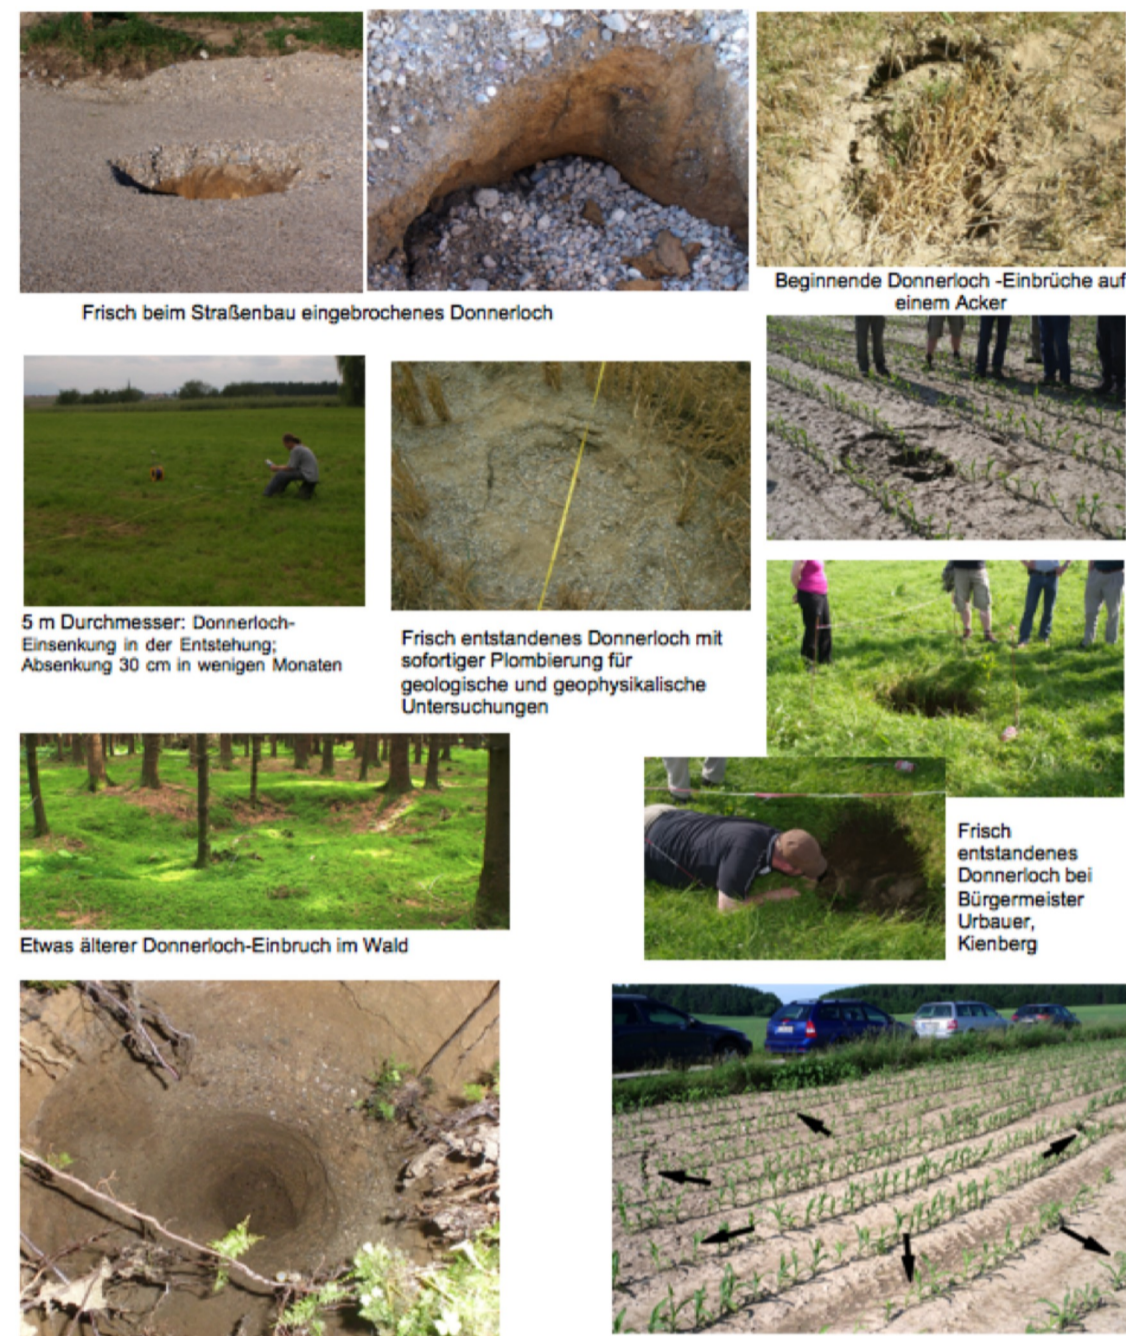 Frisch beim Straßenbau eingebrochenes Donnerloch
Beginnende Donnerloch -Einbrüche auf
einem Acker
5 m Durchmesser: Donnerloch-
Einsenkung in der Entstehung;
Absenkung 30 cm in wenigen Monaten
Frisch entstandenes Donnerloch mit
sofortiger Plombierung für
geologische und geophysikalische
Untersuchungen
Frisch
entstandenes
Donnerloch bei
Bürgermeister
Urbauer,
Kienberg
Etwas älterer Donnerloch-Einbruch im Wald